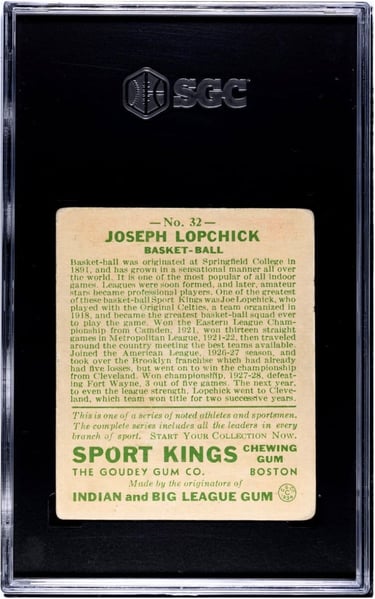 SGC
—No. 32—
JOSEPH LOPCHICK
BASKET-BALL
Basket-ball was originated at Springfield College in
1891, and has grown in a sensational manner all over
the world. It is one of the most popular of all indoor
games. Leagues were soon formed, and later, amateur
stars became professional players. One of the greatest
of these basket-ball Sport Kings was Joe Lopchick, who
played with the Original Celtics, a team organized in
1918, and became the greatest basket-ball squad ever
to play the game. Won the Eastern League Cham-
pionship from Camden, 1921, won thirteen straight
games in Metropolitan League, 1921-22, then traveled
around the country meeting the best teams available.
Joined the American League, 1926-27 season, and
took over the Brooklyn franchise which had already
had five losses, but went on to win the championship
from Cleveland. Won championship, 1927-28, defeat-
ing Fort Wayne, 3 out of five games. The next year,
to even the league strength, Lopchick went to Cleve-
land, which team won title for two successive years.
This is one of a series of noted athletes and sportsmen.
The complete series includes all the leaders in every
branch of sport. START YOUR COLLECTION NOW.
SPORT KINGS CHEWING GUM
THE GOUDEY GUM CO. BOSTON
Made by the originators of
INDIAN and BIG LEAGUE GUM